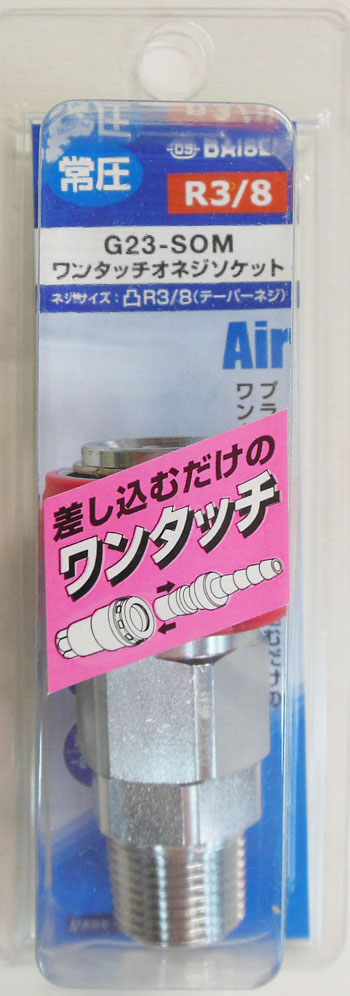 常圧
R3/8
G23-SOM
ワンタッチオネジソケット
ネジサイズ：凸R3/8(テーパーネジ)
Air
差し込むだけの
ワンタッチ